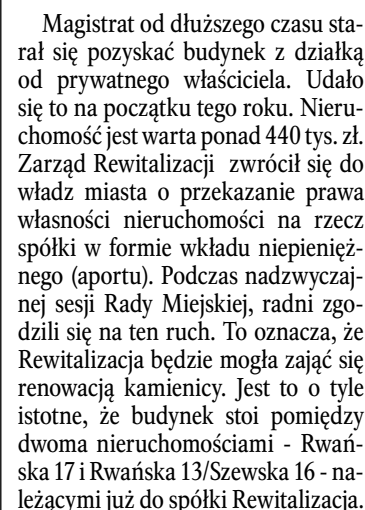 Magistrat od dłuższego czasu sta-
rał się pozyskać budynek z działką
od prywatnego właściciela. Udało
się to na początku tego roku. Nieru-
chomość jest warta ponad 440 tys. zł.
Zarząd Rewitalizacji zwrócił się do
władz miasta o przekazanie prawa
własności nieruchomości na rzecz
spółki w formie wkładu niepienięż-
nego (aportu). Podczas nadzwyczaj-
nej sesji Rady Miejskiej, radni zgo-
dzili się na ten ruch. To oznacza, że
Rewitalizacja będzie mogła zająć się
renowacją kamienicy. Jest to o tyle
istotne, że budynek stoi pomiędzy
dwoma nieruchomościami - Rwań-
ska 17 i Rwańska 13/Szewska 16 - na-
leżącymi już do spółki Rewitalizacja.